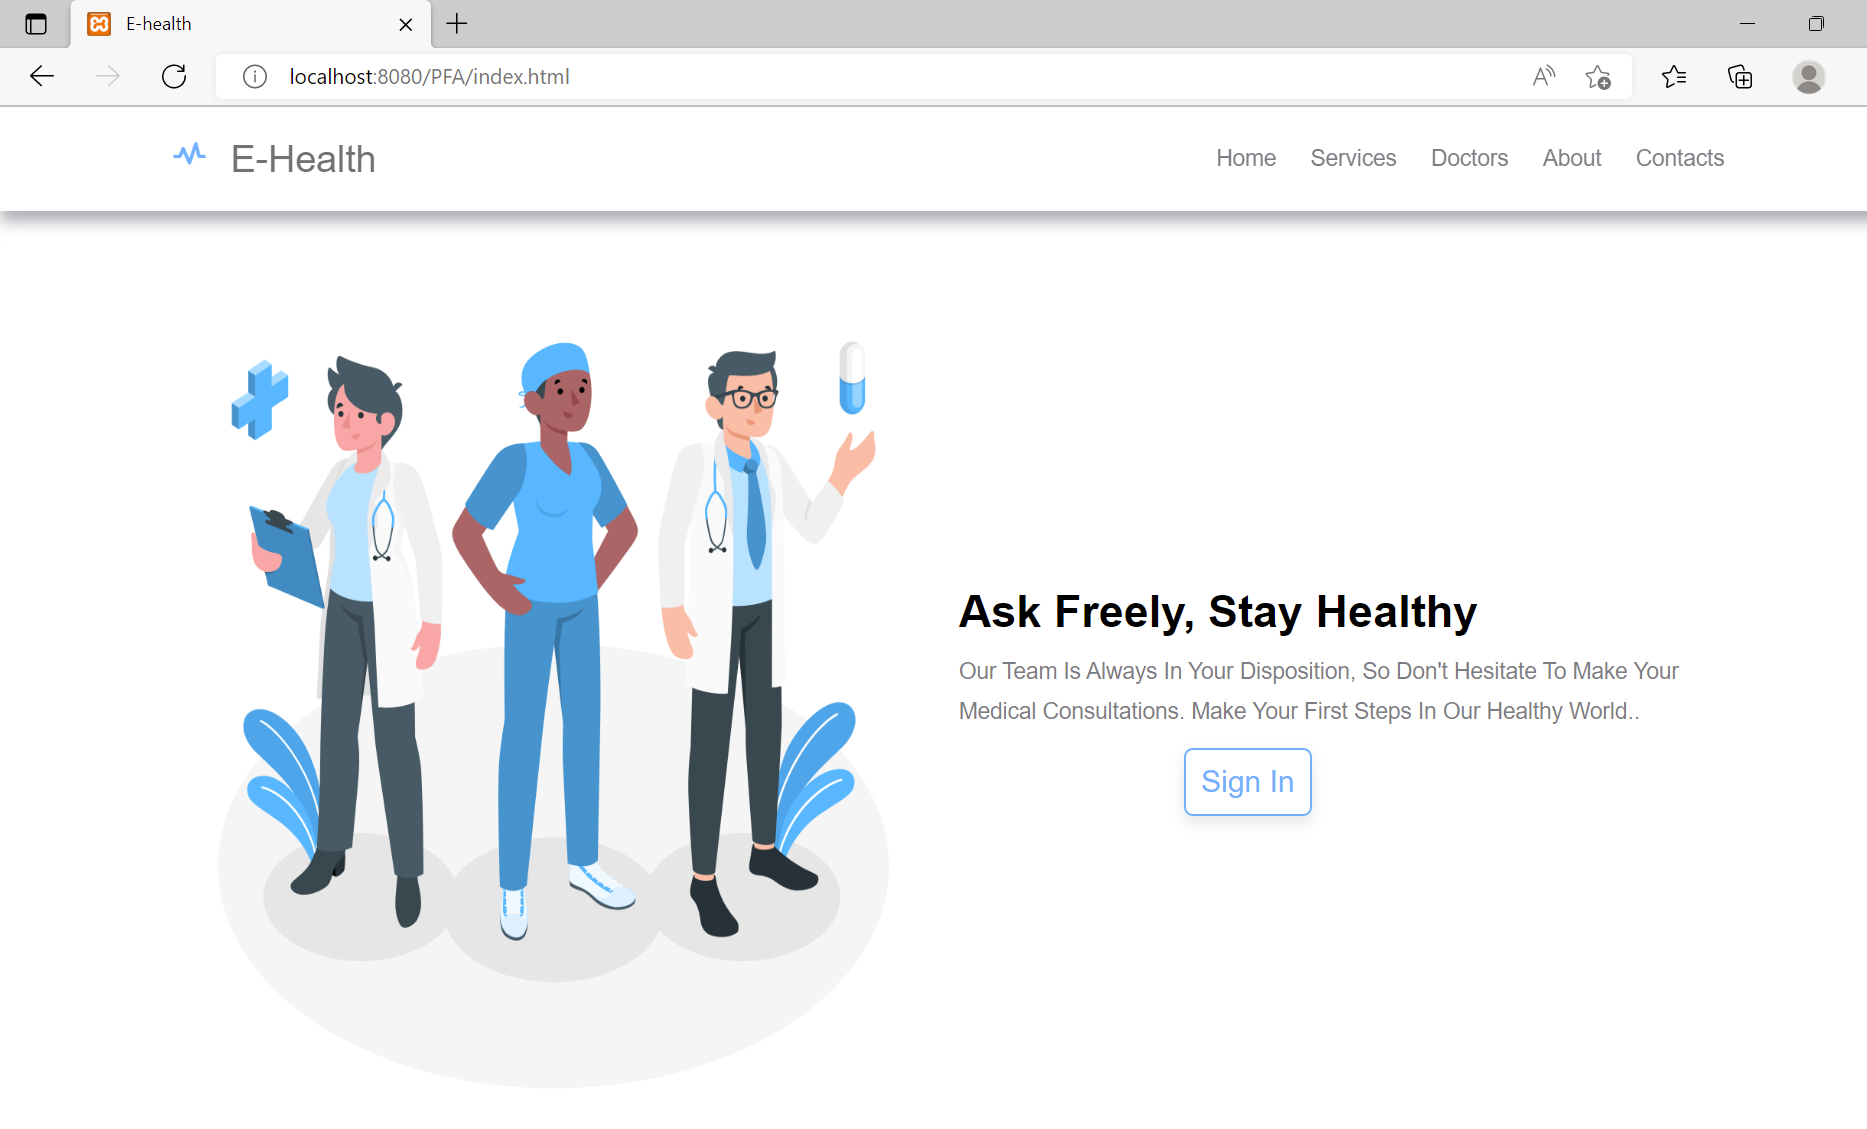 E-health
localhost:8080/PFA/index.html
E-Health
Home Services Doctors About Contacts
Ask Freely, Stay Healthy
Our Team Is Always In Your Disposition, So Don't Hesitate To Make Your
Medical Consultations. Make Your First Steps In Our Healthy World..
Sign In